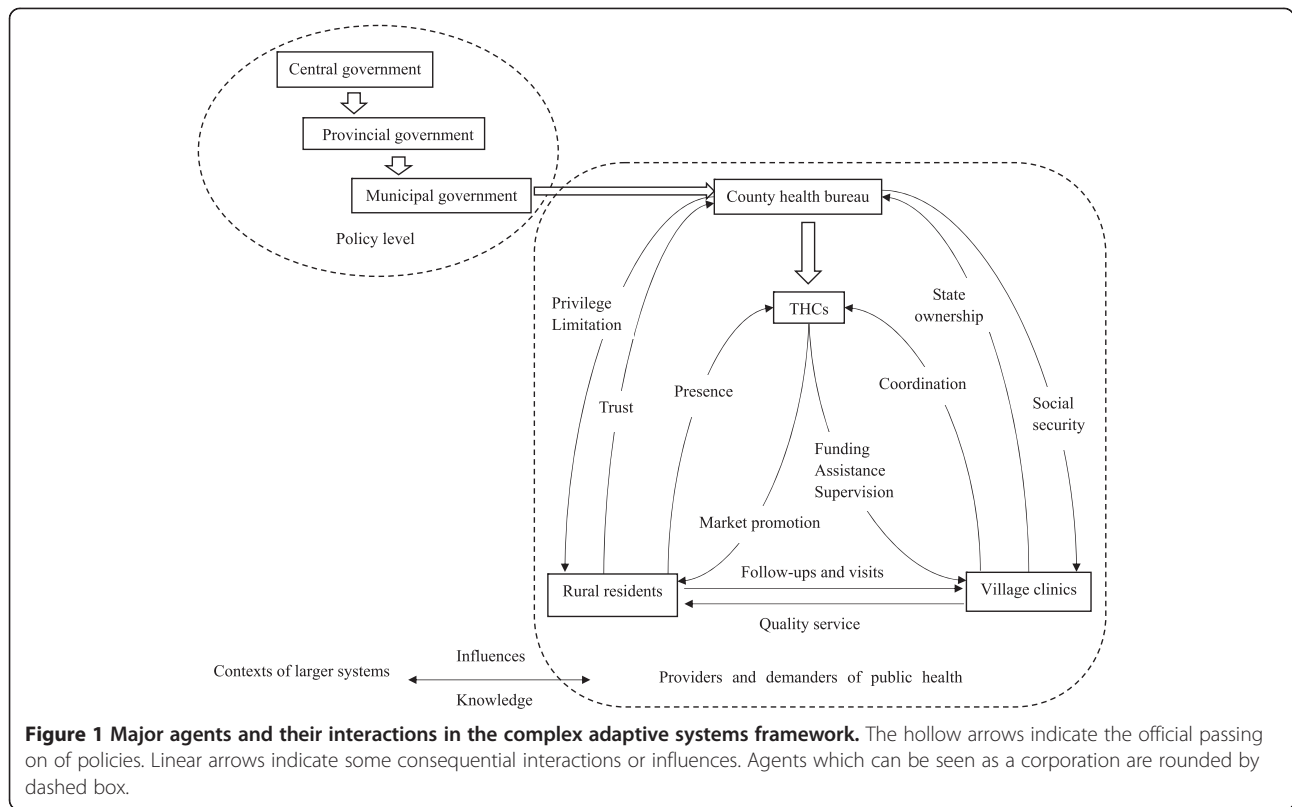 Central government
Provincial government
Municipal government
Policy level
County health bureau
THCs
Privilege
Limitation
Trust
Presence
State
ownership
Coordination
Social
security
Funding
Assistance
Supervision
Market promotion
Follow-ups and visits
Rural residents
Village clinics
Quality service
Influences
Contexts of larger systems
Knowledge
Providers and demanders of public health
Figure 1 Major agents and their interactions in the complex adaptive systems framework. The hollow arrows indicate the official passing
on of policies. Linear arrows indicate some consequential interactions or influences. Agents which can be seen as a corporation are rounded by
dashed box.